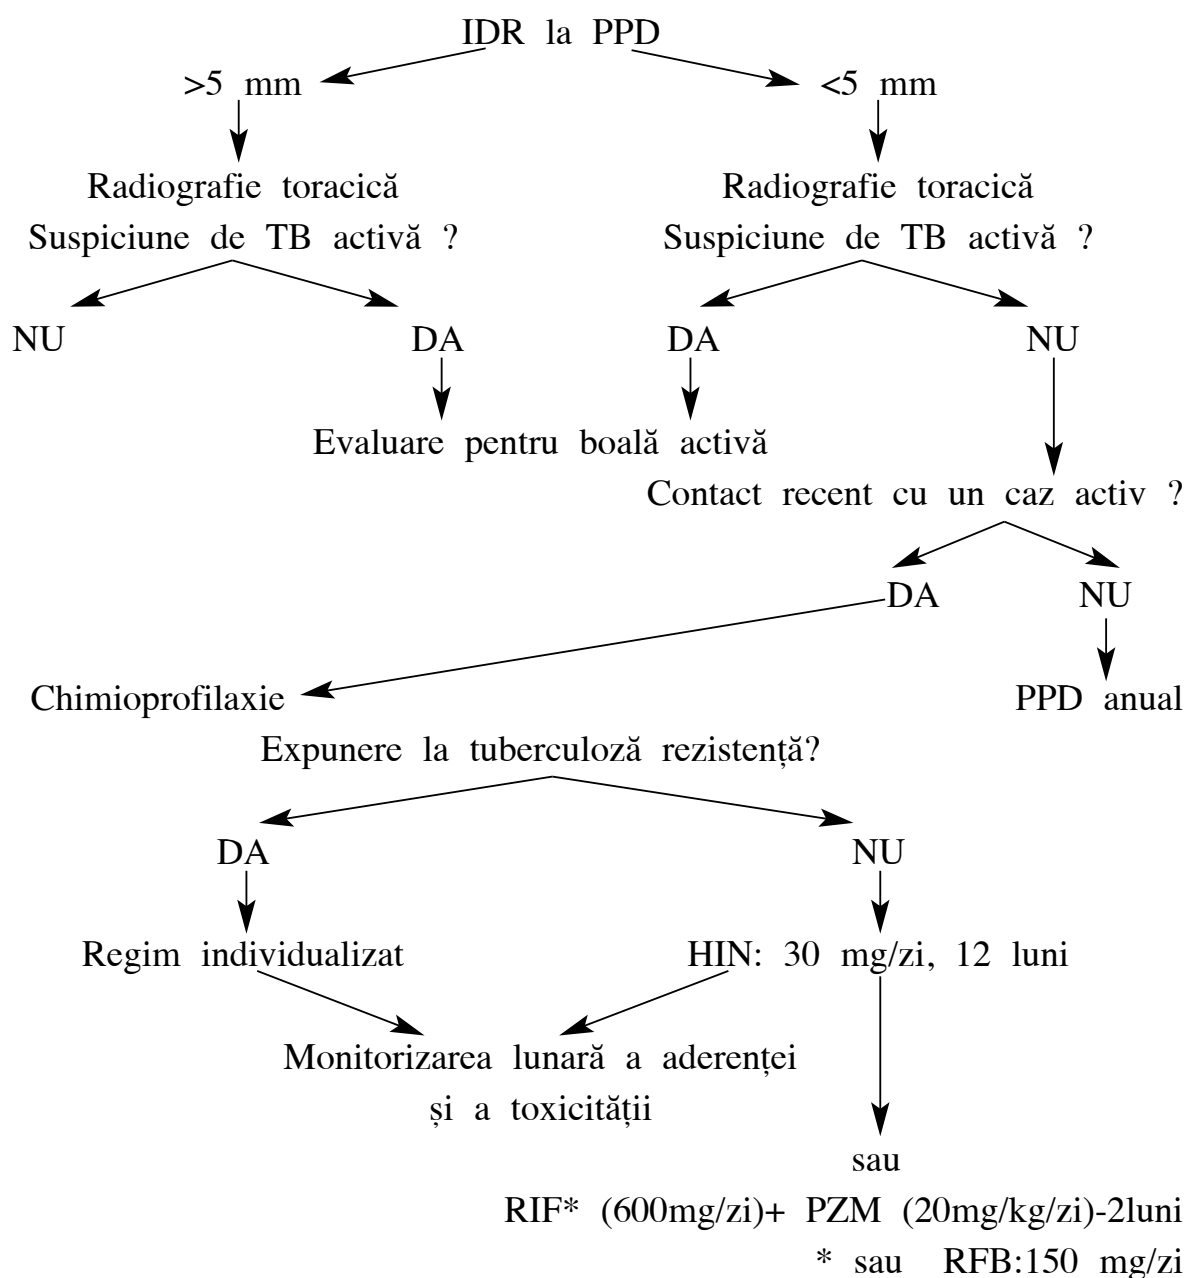 IDR la PPD
>5 mm
<5 mm
Radiografie toracică
Radiografie toracică
Suspiciune de TB activă ?
Suspiciune de TB activă ?
NU
DA
DA
NU
Evaluare pentru boală activă
Contact recent cu un caz activ ?
DA
NU
Chimioprofilaxie
PPD anual
Expunere la tuberculoză rezistență?
DA
NU
Regim individualizat
HIN: 30 mg/zi, 12 luni
Monitorizarea lunară a aderenței
și a toxicității
sau
RIF* (600mg/zi)+ PZM (20mg/kg/zi)-2luni
* sau RFB:150 mg/zi